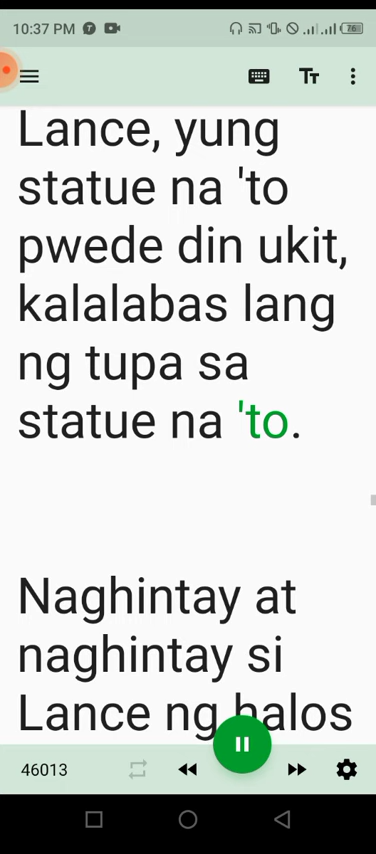 10:37 PM
76
Lance, yung
statue na 'to
pwede din ukit,
kalalabas lang
ng tupa sa
statue na 'to.
Naghintay at
naghintay si
Lance ng halos
46013